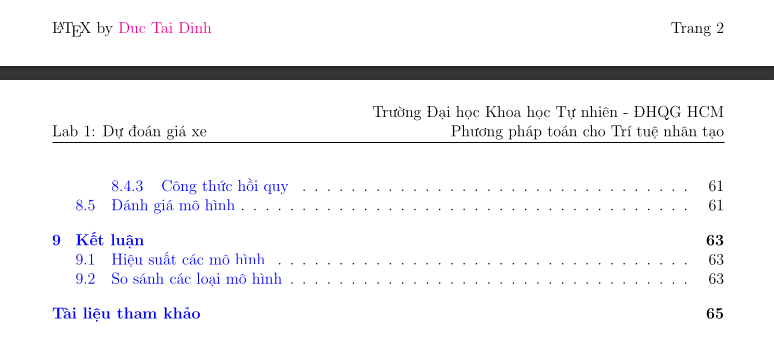 LATEX by Duc Tai Dinh Trang 2
Trường Đại học Khoa học Tự nhiên - ĐHQG HCM
Lab 1: Dự đoán giá xe Phương pháp toán cho Trí tuệ nhân tạo
8.4.3 Công thức hồi quy . . . . . . . . . . . . . . . . . . . . . . . . . . . . . . . . 61
8.5 Đánh giá mô hình . . . . . . . . . . . . . . . . . . . . . . . . . . . . . . . . . . . . . 61
9 Kết luận 63
9.1 Hiệu suất các mô hình . . . . . . . . . . . . . . . . . . . . . . . . . . . . . . . . . . 63
9.2 So sánh các loại mô hình . . . . . . . . . . . . . . . . . . . . . . . . . . . . . . . . . 63
Tài liệu tham khảo 65